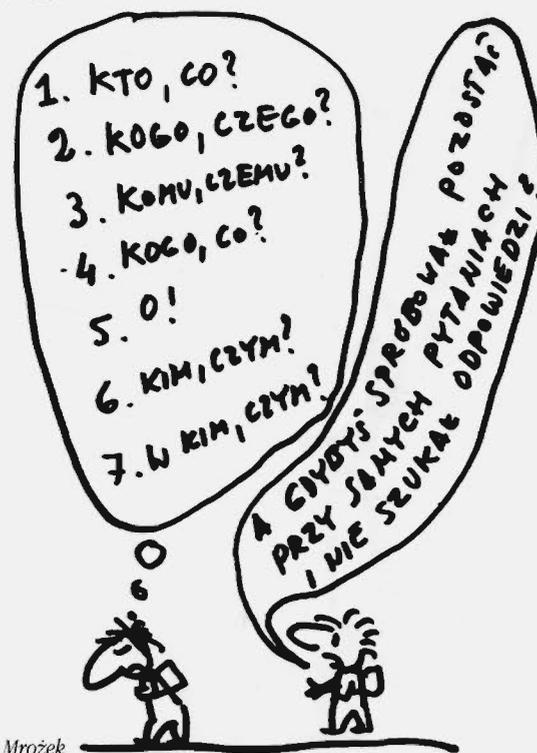 1. KTO, CO?
2. KOGO, CZEGO?
3. KOMU, CZEMU?
4. KOGO, CO?
5. O!
6. KIM, CZYM?
7. W KIM, CZYM?
A GDYBYŚ SPRÓBOWAŁ POZOSTAĆ
PRZY SAMYCH PYTANIACH
I NIE SZUKAŁ ODPOWIEDZI?
Mrożek